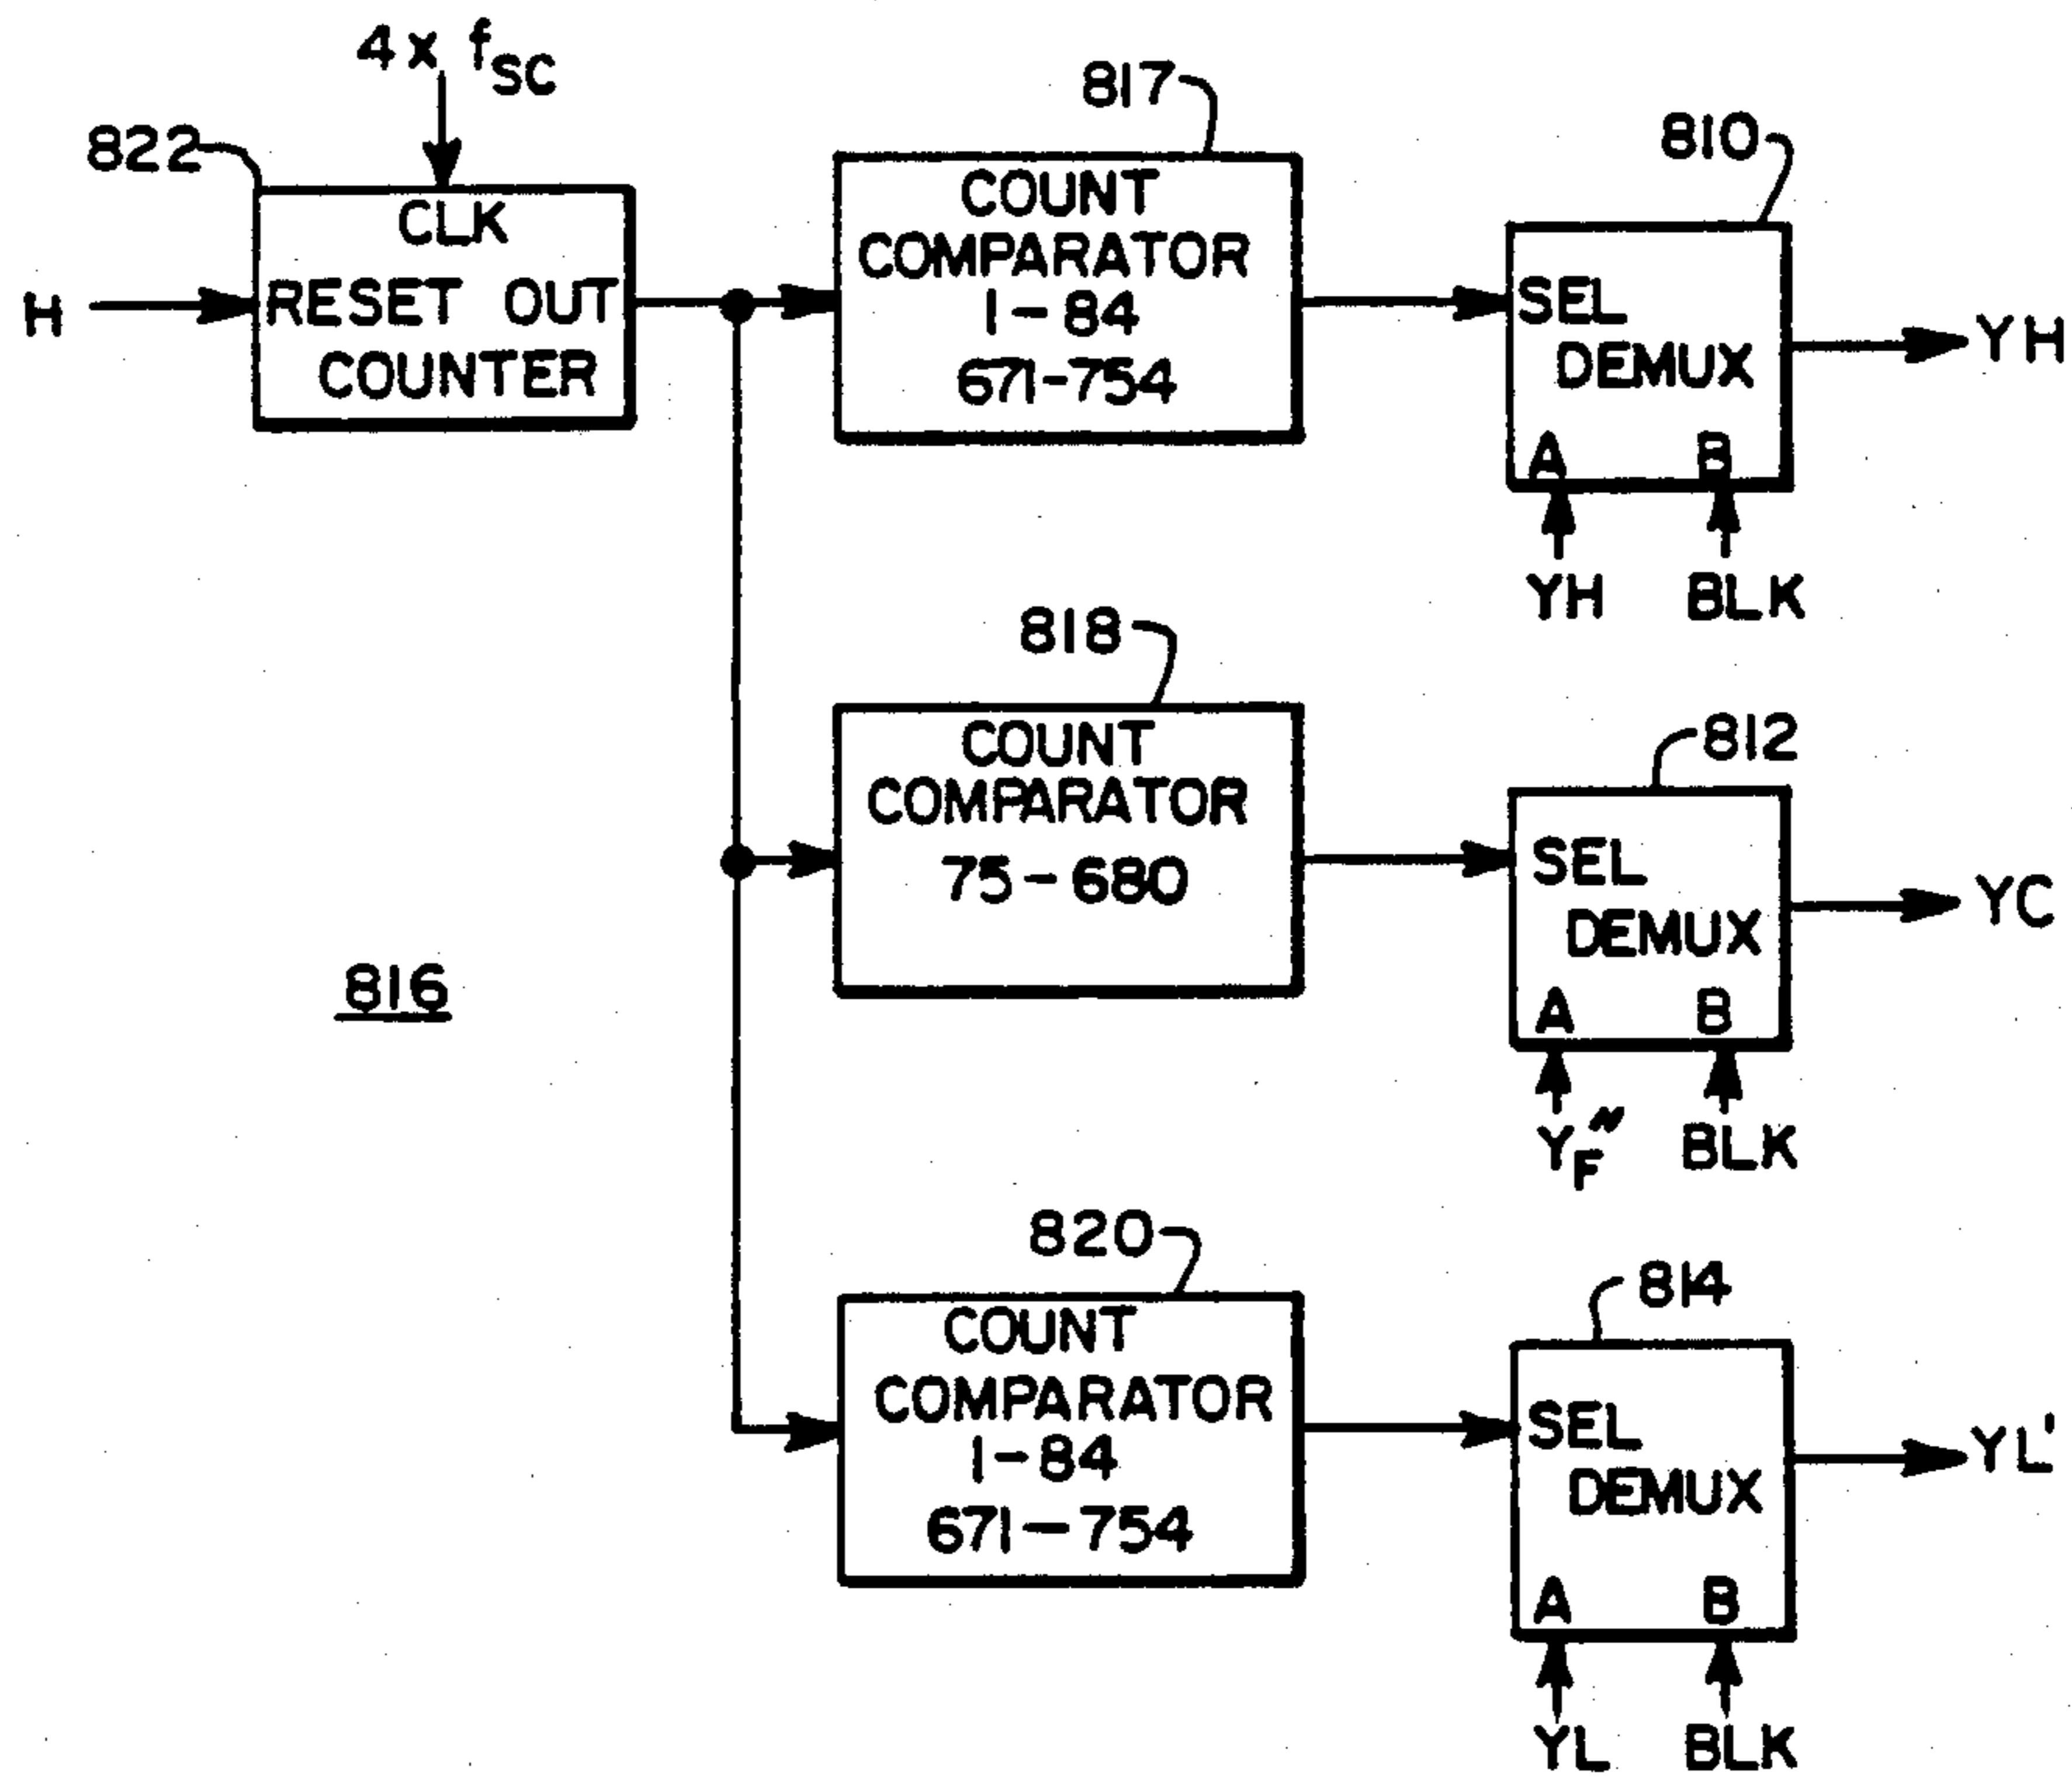 4x fSC
822
CLK
H
RESET OUT
COUNTER
817
COUNT
COMPARATOR
1-84
671-754
810
SEL
DEMUX
A B
YH BLK
YH
818
COUNT
COMPARATOR
75-680
812
SEL
DEMUX
A B
YF" BLK
YC
816
820
COUNT
COMPARATOR
1-84
671-754
814
SEL
DEMUX
A B
YL BLK
YL'